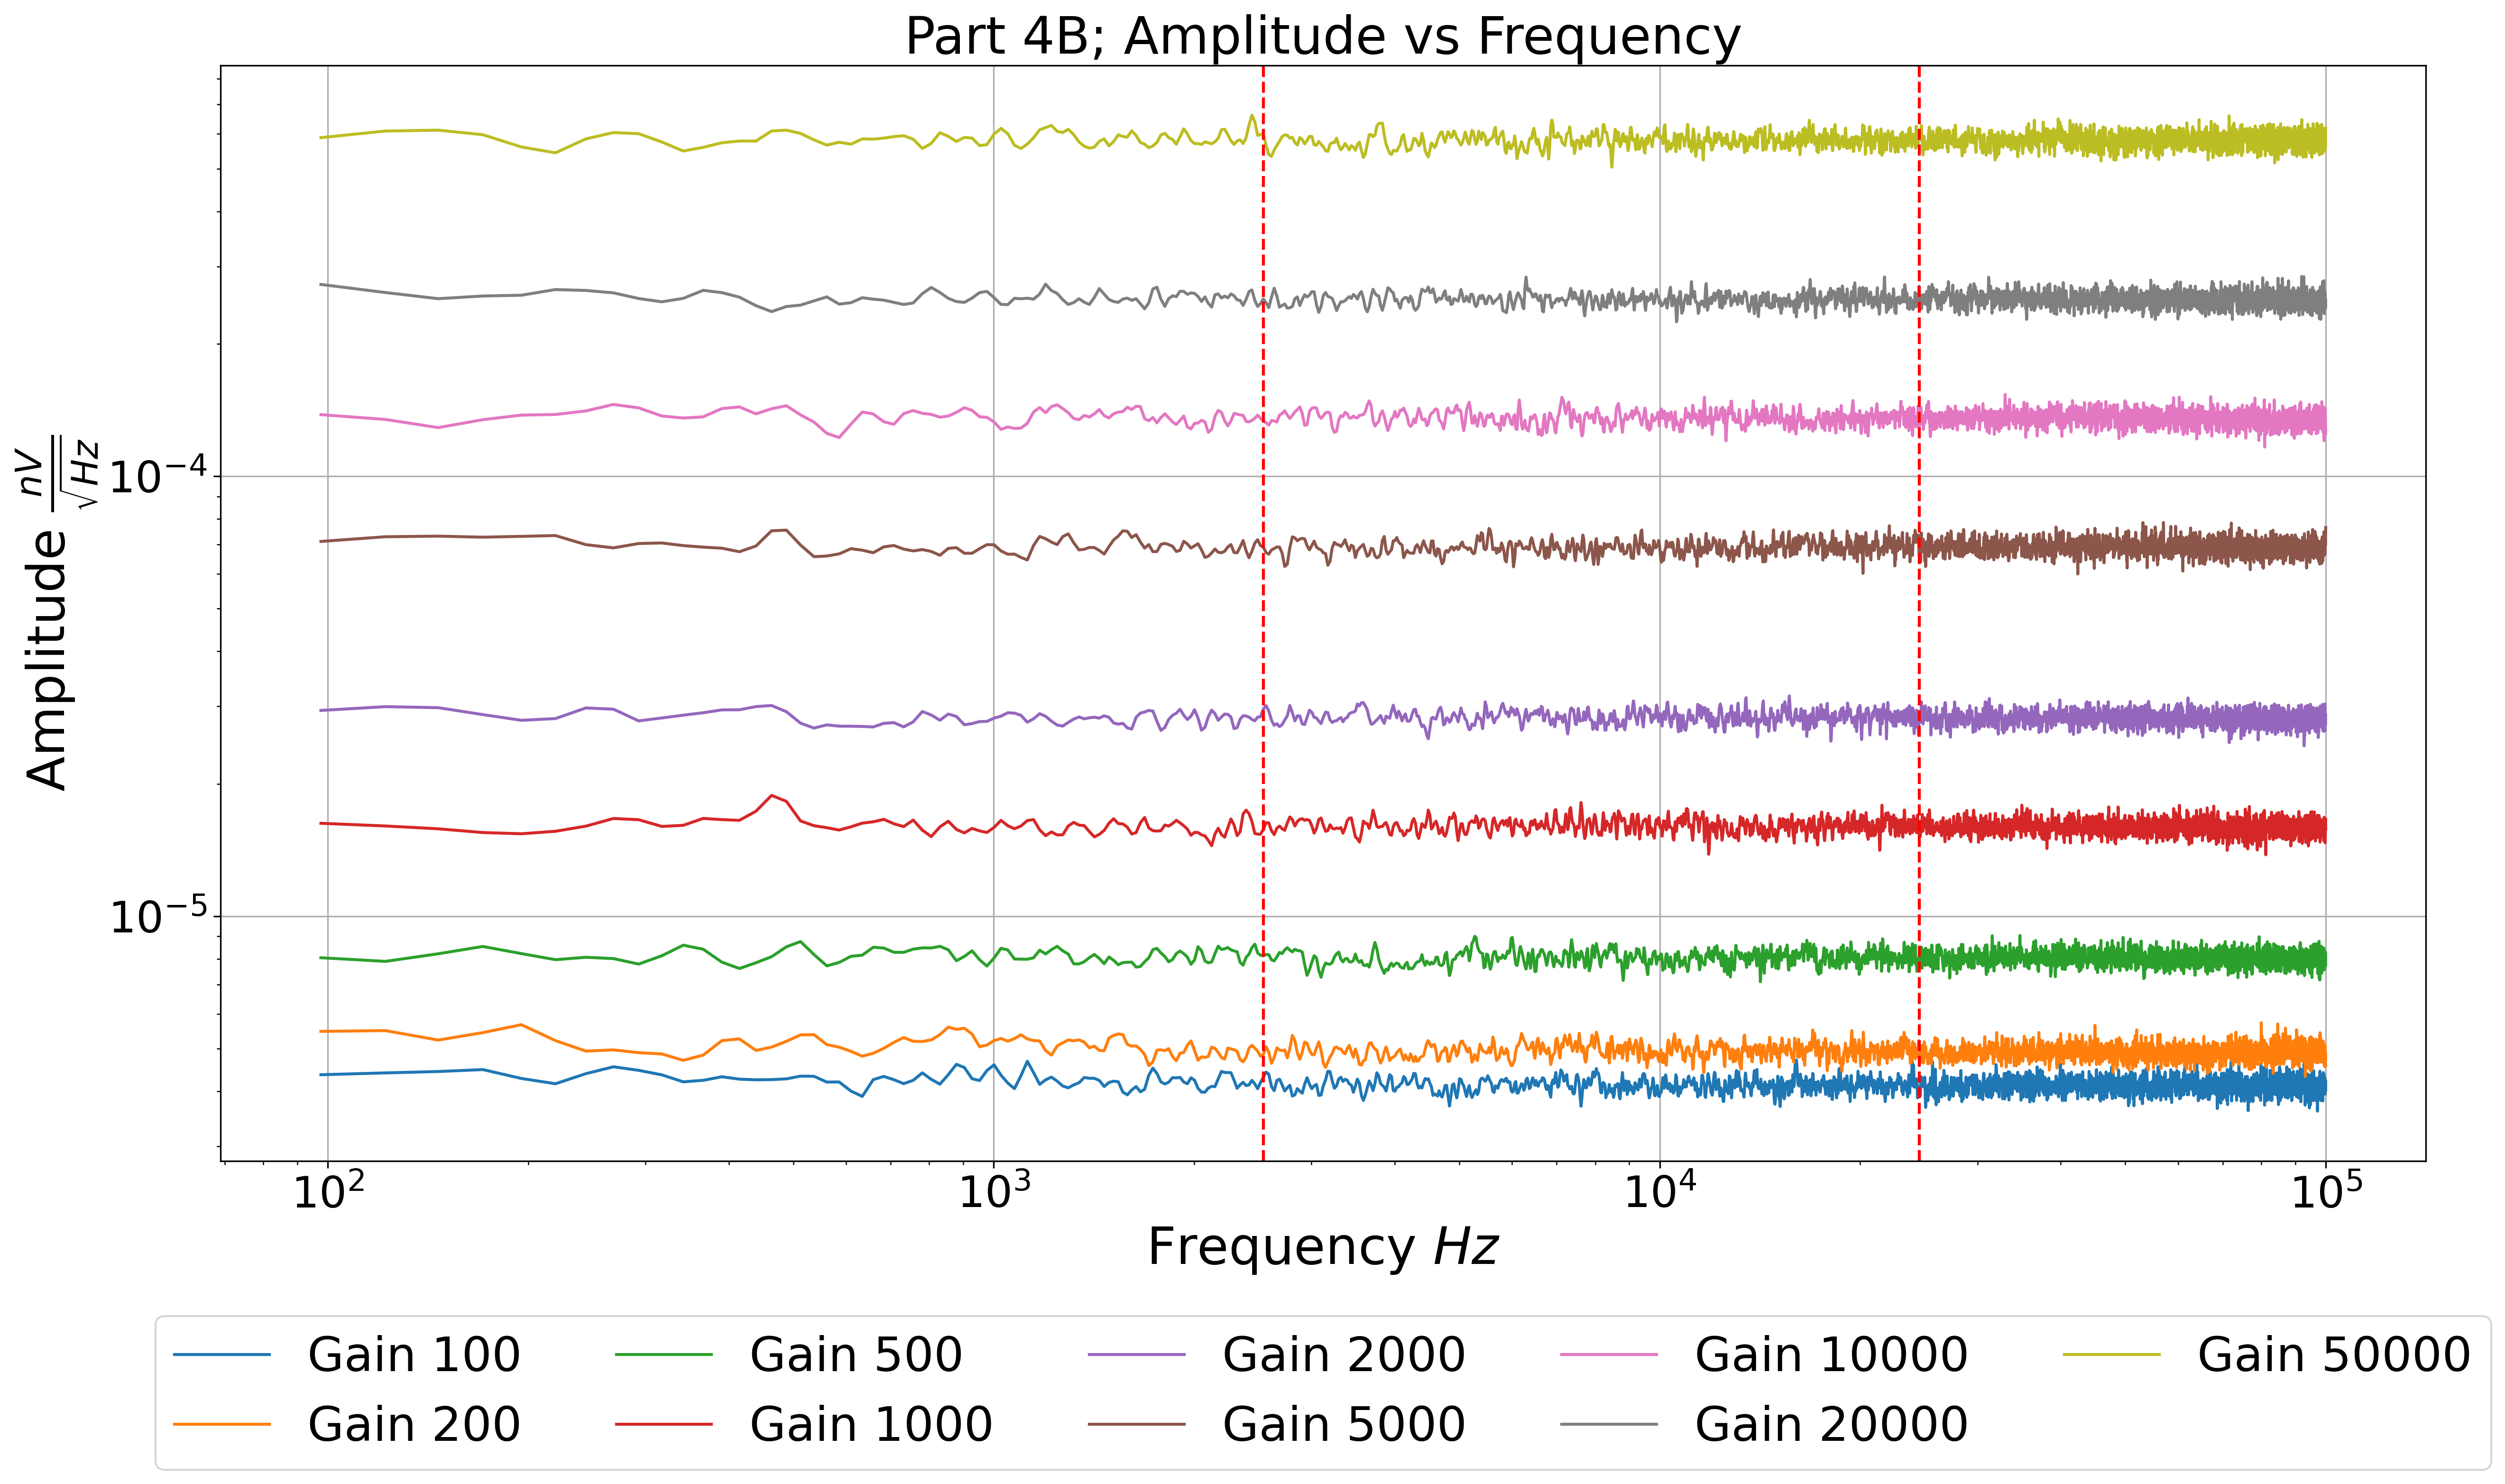 Part 4B; Amplitude vs Frequency
Amplitude nV/√Hz
10⁻⁴
10⁻⁵
10² 10³ 10⁴ 10⁵
Frequency Hz
Gain 100 Gain 500 Gain 2000 Gain 10000 Gain 50000
Gain 200 Gain 1000 Gain 5000 Gain 20000